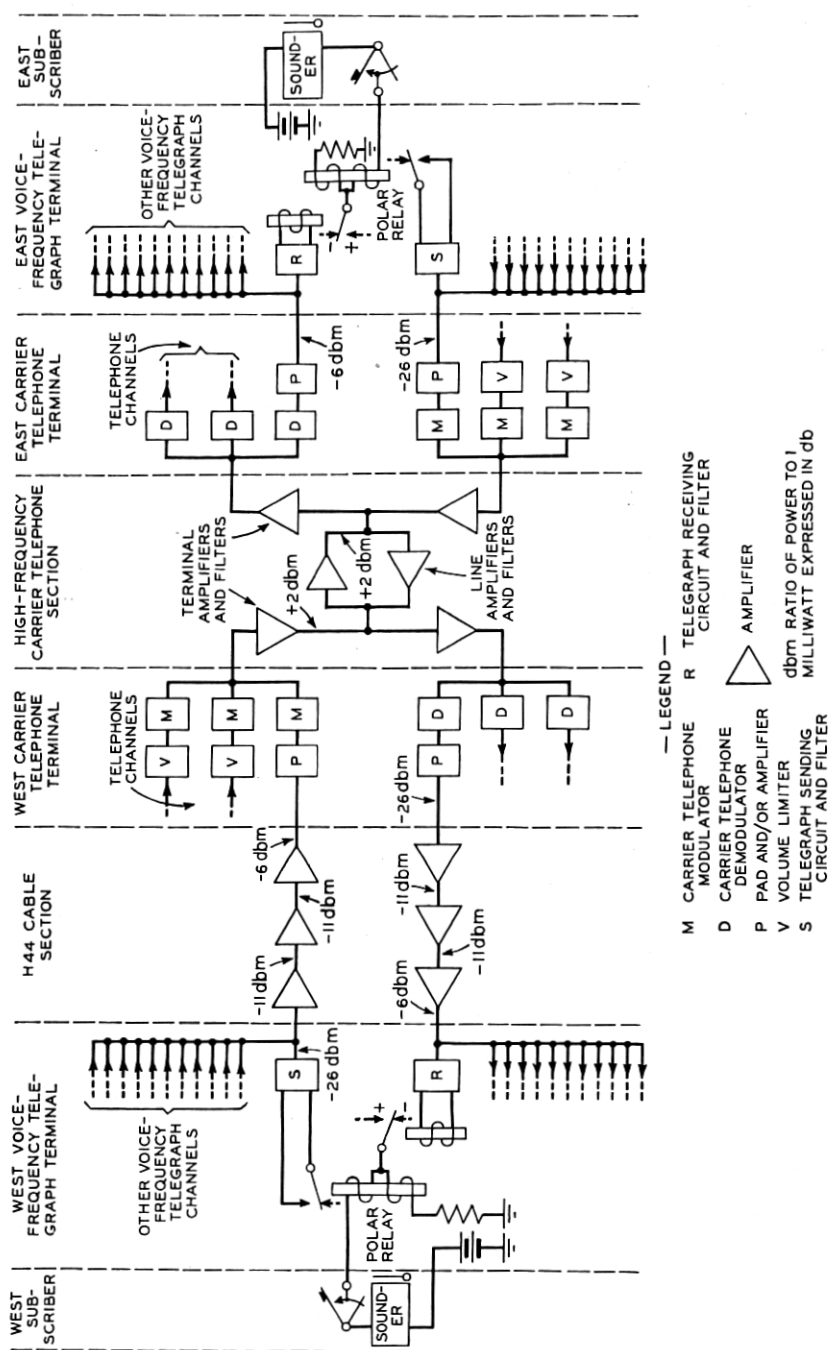 WEST
SUB-
SCRIBER
WEST VOICE-
FREQUENCY TELE-
GRAPH TERMINAL
H44 CABLE
SECTION
WEST CARRIER
TELEPHONE
TERMINAL
HIGH-FREQUENCY
CARRIER TELEPHONE
SECTION
EAST CARRIER
TELEPHONE
TERMINAL
EAST VOICE-
FREQUENCY TELE-
GRAPH TERMINAL
EAST
SUB-
SCRIBER
OTHER VOICE-
FREQUENCY
TELEGRAPH
CHANNELS
S
-26 dbm
-11 dbm
-11 dbm
-6 dbm
TELEPHONE
CHANNELS
V
M
V
M
P
M
TERMINAL
AMPLIFIERS
AND FILTERS
+2 dbm
+2 dbm
LINE
AMPLIFIERS
AND FILTERS
TELEPHONE
CHANNELS
D
D
D
P
-6 dbm
OTHER VOICE-
FREQUENCY
TELEGRAPH
CHANNELS
R
-
+
POLAR
RELAY
SOUND-
ER
SOUND-
ER
POLAR
RELAY
+
-
R
-6 dbm
-11 dbm
-11 dbm
-26 dbm
P
D
D
D
M
P
-26 dbm
M
V
M
V
S
— LEGEND —
M CARRIER TELEPHONE
MODULATOR
D CARRIER TELEPHONE
DEMODULATOR
P PAD AND/OR AMPLIFIER
V VOLUME LIMITER
S TELEGRAPH SENDING
CIRCUIT AND FILTER
R TELEGRAPH RECEIVING
CIRCUIT AND FILTER
AMPLIFIER
dbm RATIO OF POWER TO 1
MILLIWATT EXPRESSED IN db